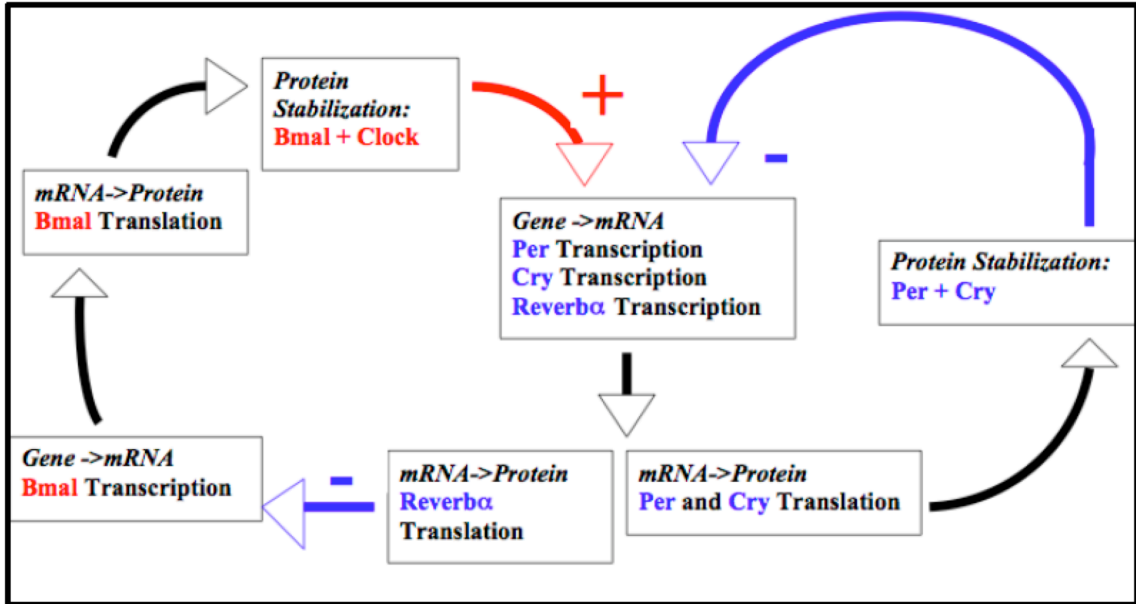 Protein
Stabilization:
Bmal + Clock
+
-
mRNA->Protein
Bmal Translation
Gene ->mRNA
Per Transcription
Cry Transcription
Reverbα Transcription
Protein Stabilization:
Per + Cry
Gene ->mRNA
Bmal Transcription
-
mRNA->Protein
Reverbα
Translation
mRNA->Protein
Per and Cry Translation